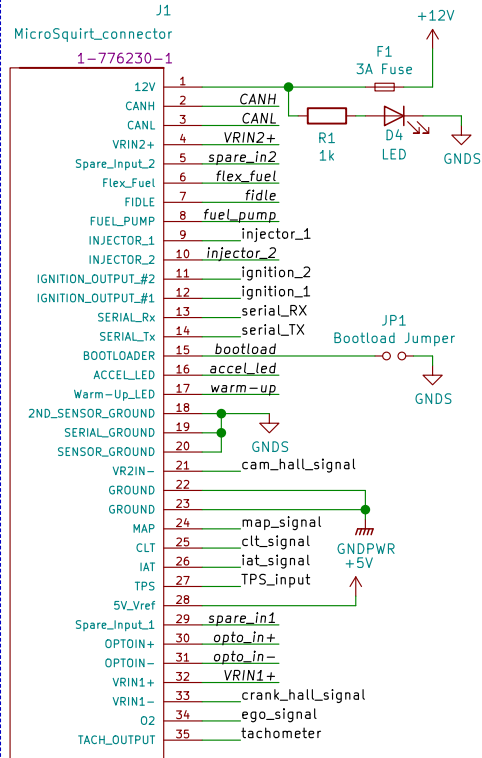 J1
MicroSquirt_connector
1-776230-1
+12V
F1
3A Fuse
12V 1
CANH 2 CANH
CANL 3 CANL
R1
1k
D4
LED
GNDS
VRIN2+ 4 VRIN2+
Spare_Input_2 5 spare_in2
Flex_Fuel 6 flex_fuel
FIDLE 7 fidle
FUEL_PUMP 8 fuel_pump
INJECTOR_1 9 injector_1
INJECTOR_2 10 injector_2
IGNITION_OUTPUT_#2 11 ignition_2
IGNITION_OUTPUT_#1 12 ignition_1
SERIAL_Rx 13 serial_RX
SERIAL_Tx 14 serial_TX
JP1
Bootload Jumper
BOOTLOADER 15 bootload
ACCEL_LED 16 accel_led
Warm-Up_LED 17 warm-up
GNDS
2ND_SENSOR_GROUND 18
SERIAL_GROUND 19
SENSOR_GROUND 20
GNDS
VR2IN- 21 cam_hall_signal
GROUND 22
GROUND 23
MAP 24 map_signal
CLT 25 clt_signal
GNDPWR
+5V
IAT 26 iat_signal
TPS 27 TPS_input
5V_Vref 28
Spare_Input_1 29 spare_in1
OPTOIN+ 30 opto_in+
OPTOIN- 31 opto_in-
VRIN1+ 32 VRIN1+
VRIN1- 33 crank_hall_signal
O2 34 ego_signal
TACH_OUTPUT 35 tachometer